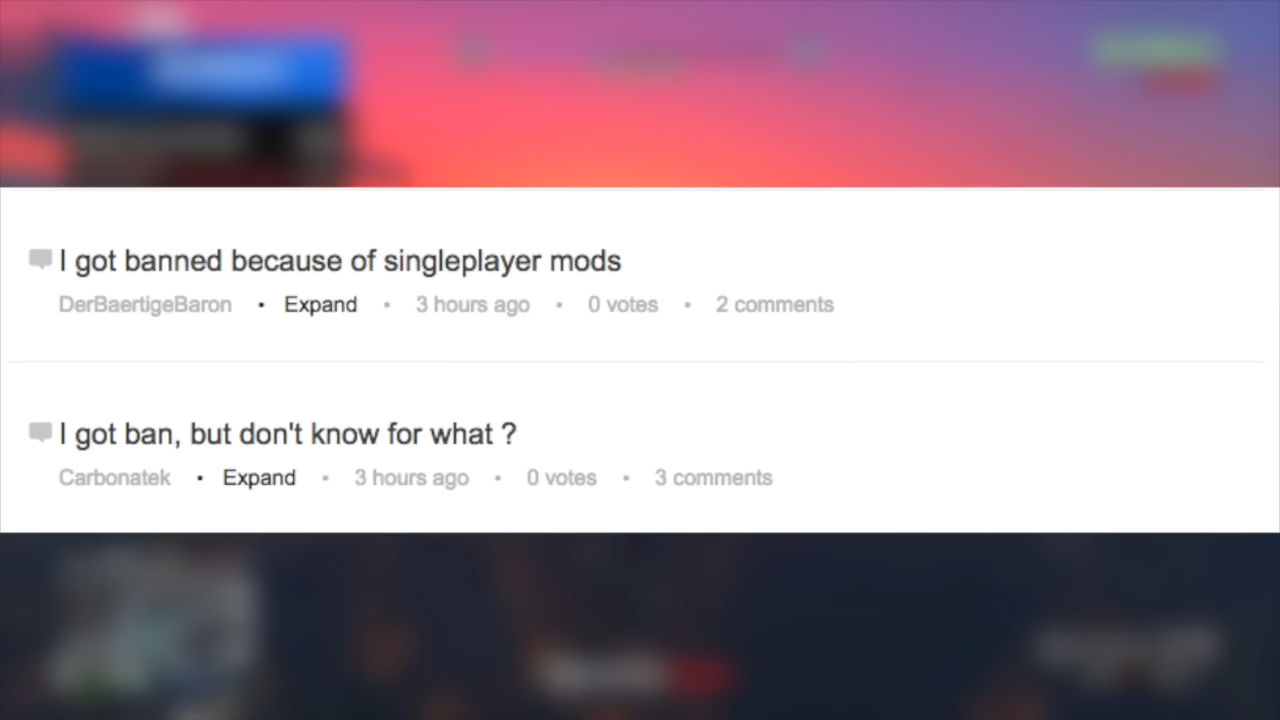 I got banned because of singleplayer mods
DerBaertigeBaron • Expand • 3 hours ago • 0 votes • 2 comments
I got ban, but don't know for what ?
Carbonatek • Expand • 3 hours ago • 0 votes • 3 comments